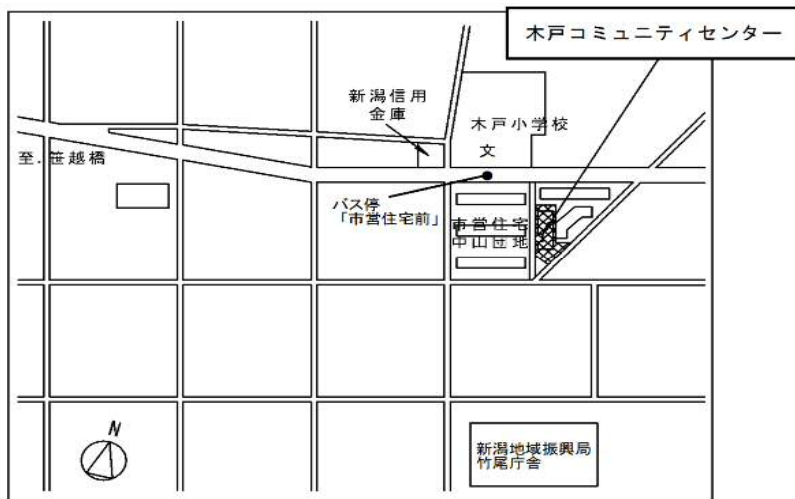 木戸コミュニティセンター
新潟信用
金庫
木戸小学校
文
至.笹越橋
バス停
「市営住宅前」
市営住宅
中山団地
N
新潟地域振興局
竹尾庁舎